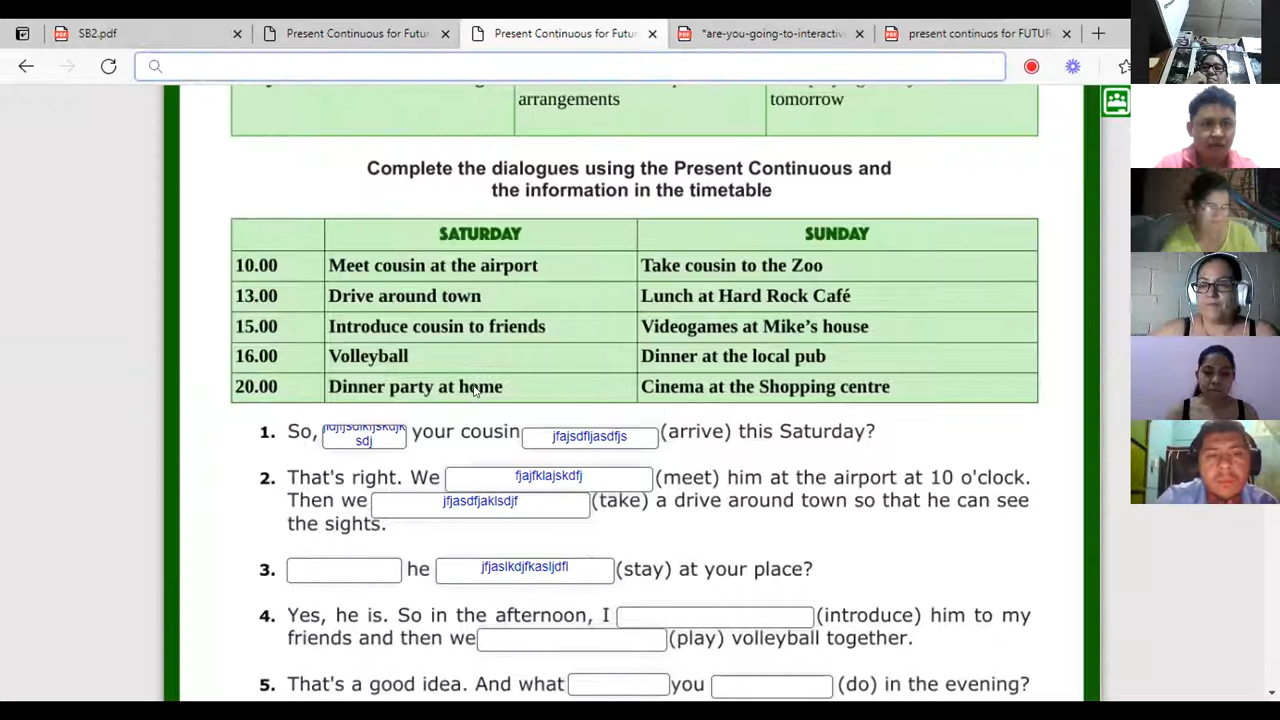 SB2.pdf
Present Continuous for Futu
Present Continuous for Futu
*are-you-going-to-interactiv
present continuos for FUTUR
arrangements
tomorrow
Complete the dialogues using the Present Continuous and
the information in the timetable
SATURDAY SUNDAY
10.00 Meet cousin at the airport Take cousin to the Zoo
13.00 Drive around town Lunch at Hard Rock Café
15.00 Introduce cousin to friends Videogames at Mike's house
16.00 Volleyball Dinner at the local pub
20.00 Dinner party at home Cinema at the Shopping centre
1. So, sdj your cousin jfajsdfljasdfjs (arrive) this Saturday?
2. That's right. We fjajfklajskdfj (meet) him at the airport at 10 o'clock.
Then we jfjasdfjaklsdjf (take) a drive around town so that he can see
the sights.
3. he jfjaslkdjfkasljdfl (stay) at your place?
4. Yes, he is. So in the afternoon, I (introduce) him to my
friends and then we (play) volleyball together.
5. That's a good idea. And what you (do) in the evening?